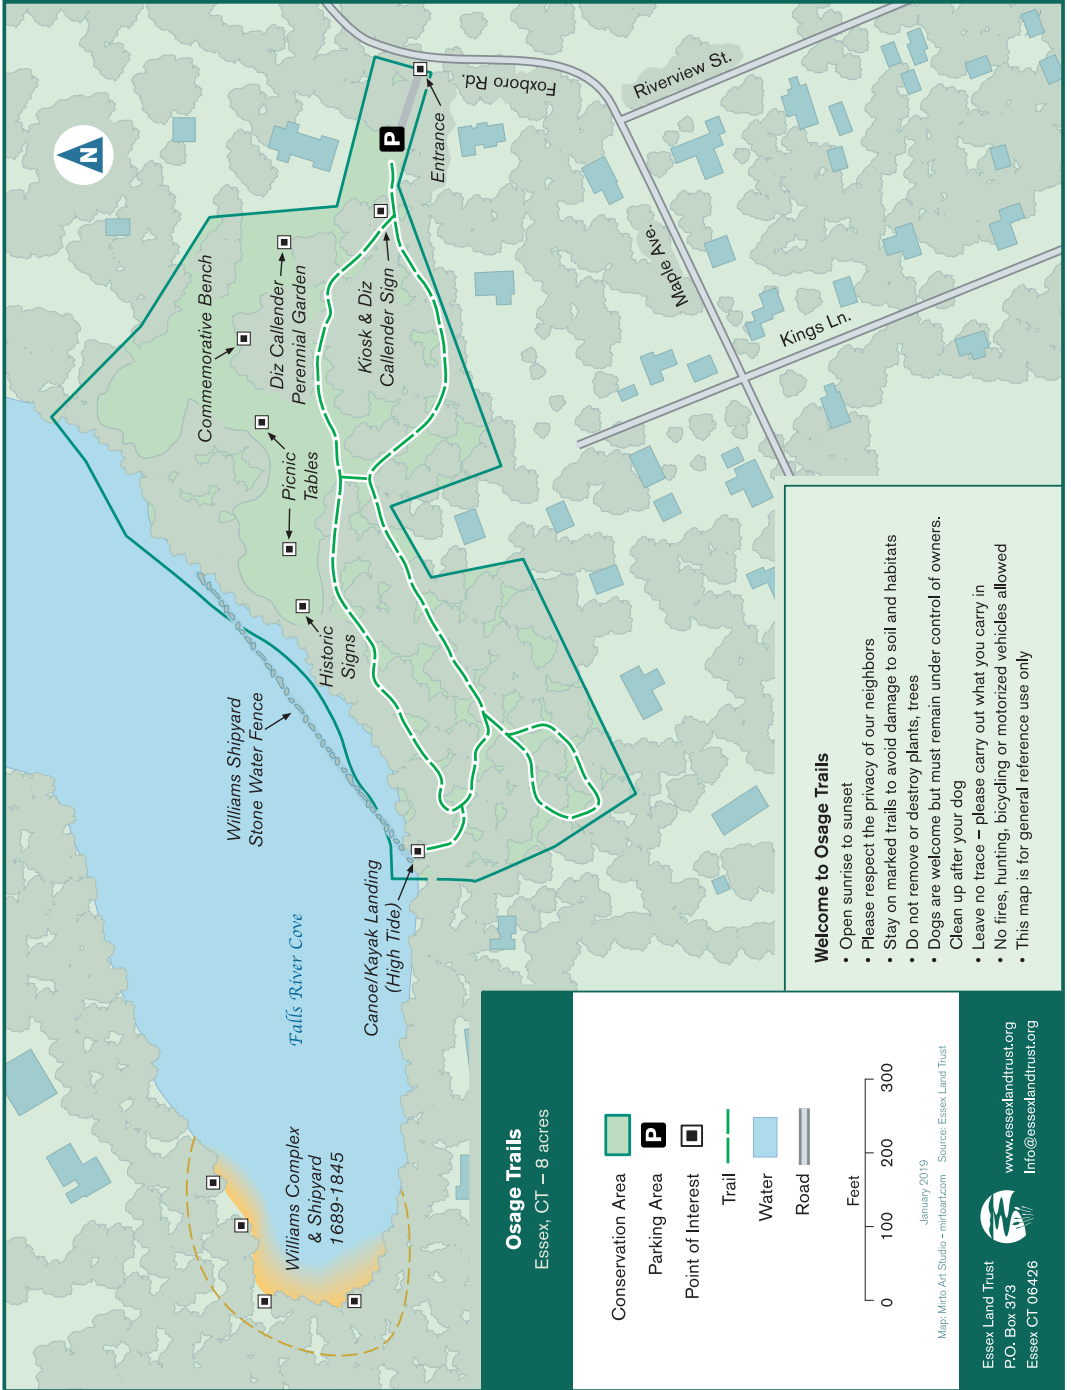 N
Foxboro Rd.
Riverview St.
Maple Ave.
Kings Ln.
P
Entrance
Kiosk & Diz
Callender Sign
Diz Callender
Perennial Garden
Commemorative Bench
Picnic
Tables
Historic
Signs
Williams Shipyard
Stone Water Fence
Canoe/Kayak Landing
(High Tide)
Falls River Cove
Williams Complex
& Shipyard
1689-1845
Osage Trails
Essex, CT – 8 acres
Conservation Area
P
Parking Area
Point of Interest
Trail
Water
Road
Feet
0 100 200 300
January 2019
Map: Mirto Art Studio – mirtoart.com Source: Essex Land Trust
Essex Land Trust
P.O. Box 373
Essex CT 06426
www.essexlandtrust.org
Info@essexlandtrust.org
Welcome to Osage Trails
• Open sunrise to sunset
• Please respect the privacy of our neighbors
• Stay on marked trails to avoid damage to soil and habitats
• Do not remove or destroy plants, trees
• Dogs are welcome but must remain under control of owners.
Clean up after your dog
• Leave no trace – please carry out what you carry in
• No fires, hunting, bicycling or motorized vehicles allowed
• This map is for general reference use only